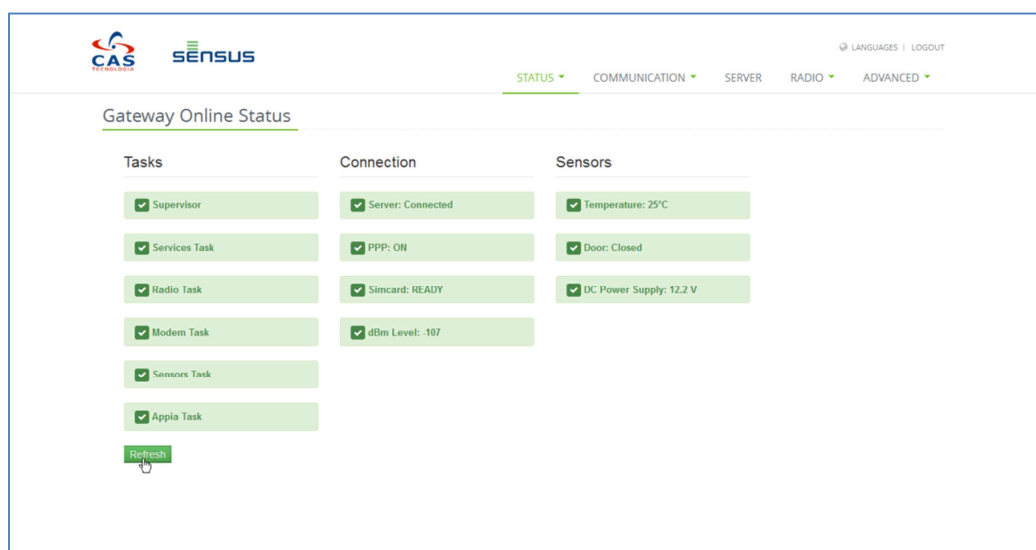 CAS
TECNOLOGIA
SENSUS
LANGUAGES | LOGOUT
STATUS
COMMUNICATION
SERVER
RADIO
ADVANCED
Gateway Online Status
Tasks
Supervisor
Services Task
Radio Task
Modem Task
Sensors Task
Appia Task
Refresh
Connection
Server: Connected
PPP: ON
Simcard: READY
dBm Level: -107
Sensors
Temperature: 25°C
Door: Closed
DC Power Supply: 12.2 V